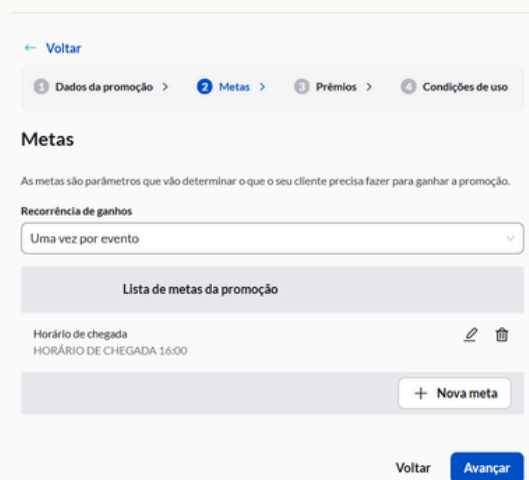 ← Voltar
1 Dados da promoção > 2 Metas > 3 Prêmios > 4 Condições de uso
Metas
As metas são parâmetros que vão determinar o que o seu cliente precisa fazer para ganhar a promoção.
Recorrência de ganhos
Uma vez por evento
Lista de metas da promoção
Horário de chegada
HORÁRIO DE CHEGADA 16:00
+ Nova meta
Voltar Avançar